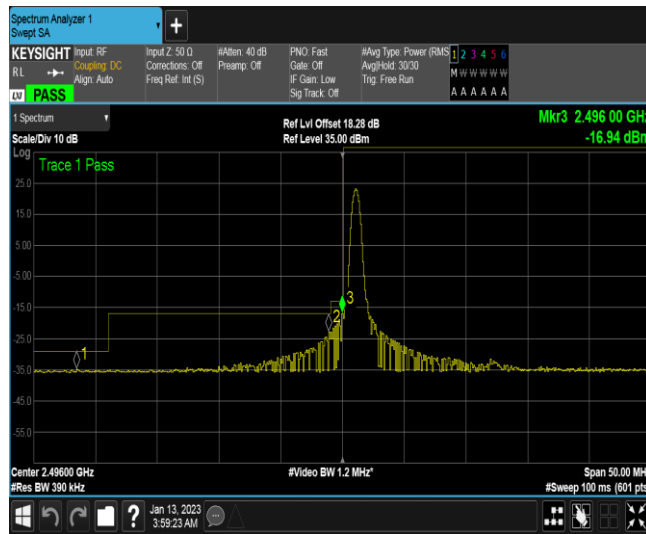 Spectrum Analyzer 1
Swept SA
+
KEYSIGHT
RL
LXI PASS
Input: RF
Coupling: DC
Align: Auto
Input Z: 50 Ω
Corrections: Off
Freq Ref: Int (S)
#Atten: 40 dB
Preamp: Off
PNO: Fast
Gate: Off
IF Gain: Low
Sig Track: Off
#Avg Type: Power (RMS
Avg|Hold: 30/30
Trig: Free Run
1 2 3 4 5 6
M W W W W W
A A A A A A
1 Spectrum
Scale/Div 10 dB
Log
Ref Lvl Offset 18.28 dB
Ref Level 35.00 dBm
Mkr3 2.496 00 GHz
-16.94 dBm
Trace 1 Pass
25.0
15.0
5.00
-5.00
-15.0
-25.0
-35.0
-45.0
-55.0
1
2
3
Center 2.49600 GHz
#Res BW 390 kHz
#Video BW 1.2 MHz*
Span 50.00 MH
#Sweep 100 ms (601 pts
?
Jan 13, 2023
3:59:23 AM